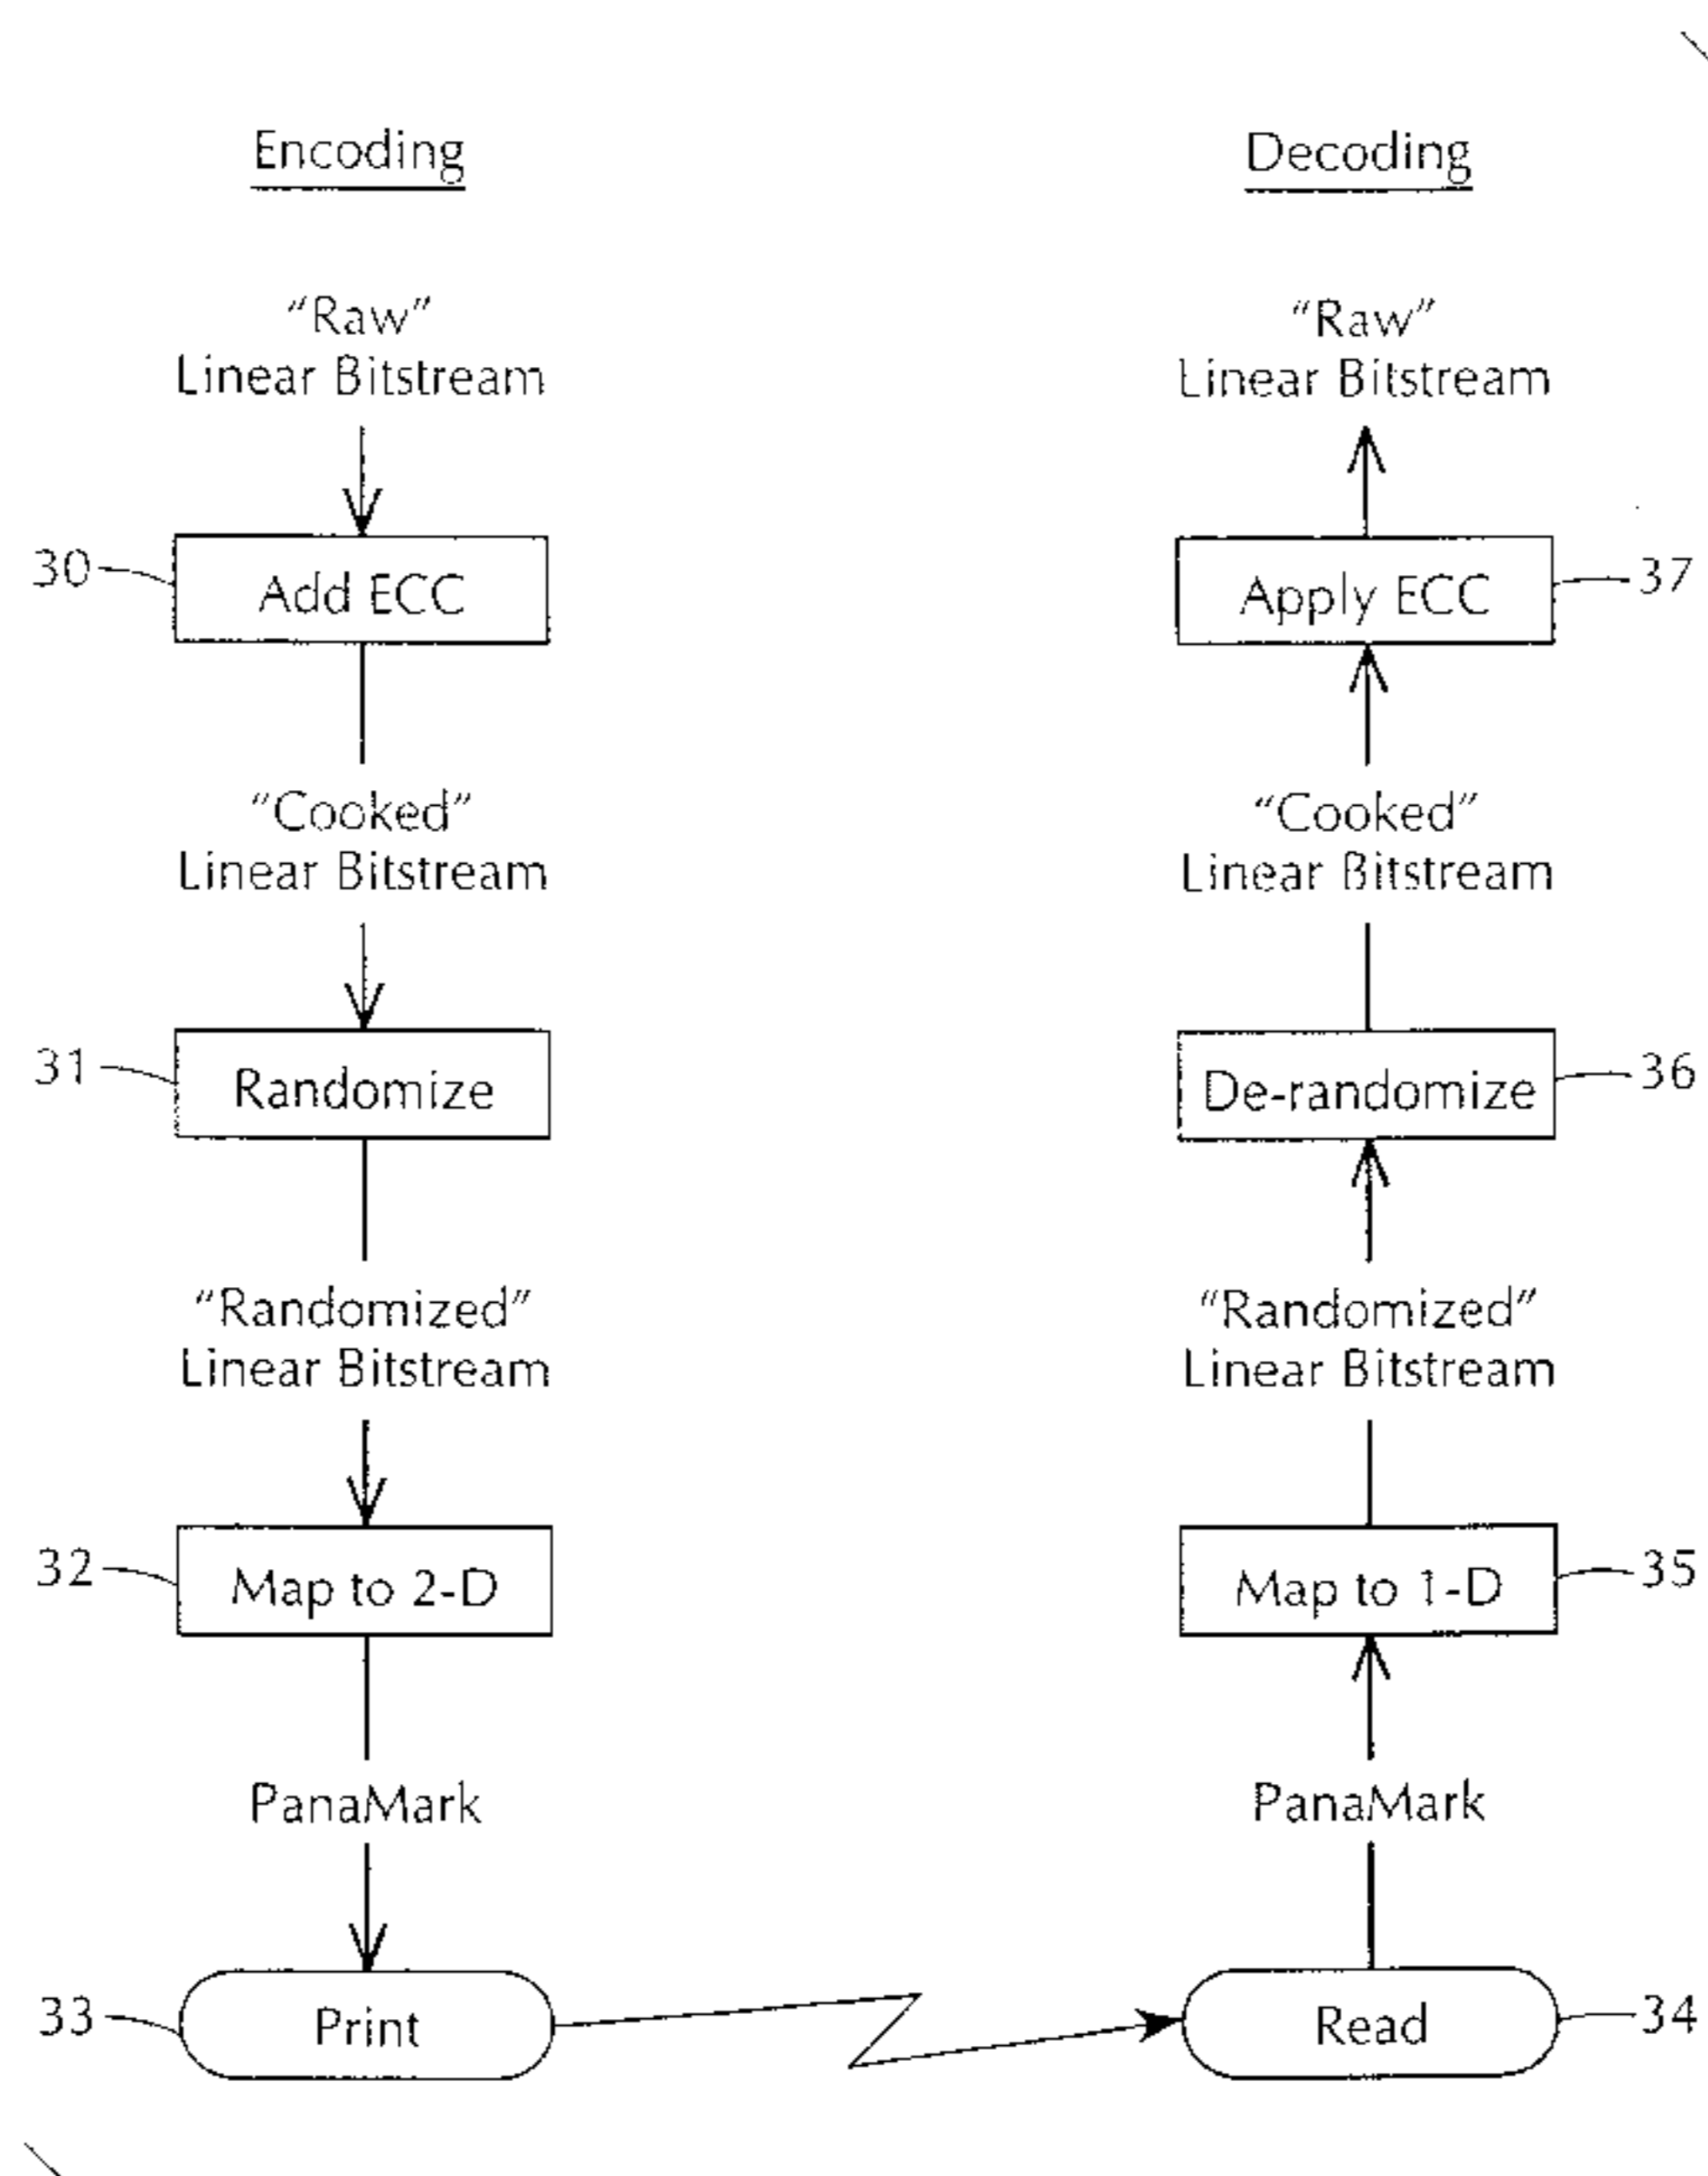 Encoding
"Raw"
Linear Bitstream
30
Add ECC
"Cooked"
Linear Bitstream
31
Randomize
"Randomized"
Linear Bitstream
32
Map to 2-D
PanaMark
33
Print
Decoding
"Raw"
Linear Bitstream
Apply ECC
37
"Cooked"
Linear Bitstream
De-randomize
36
"Randomized"
Linear Bitstream
Map to 1-D
35
PanaMark
Read
34